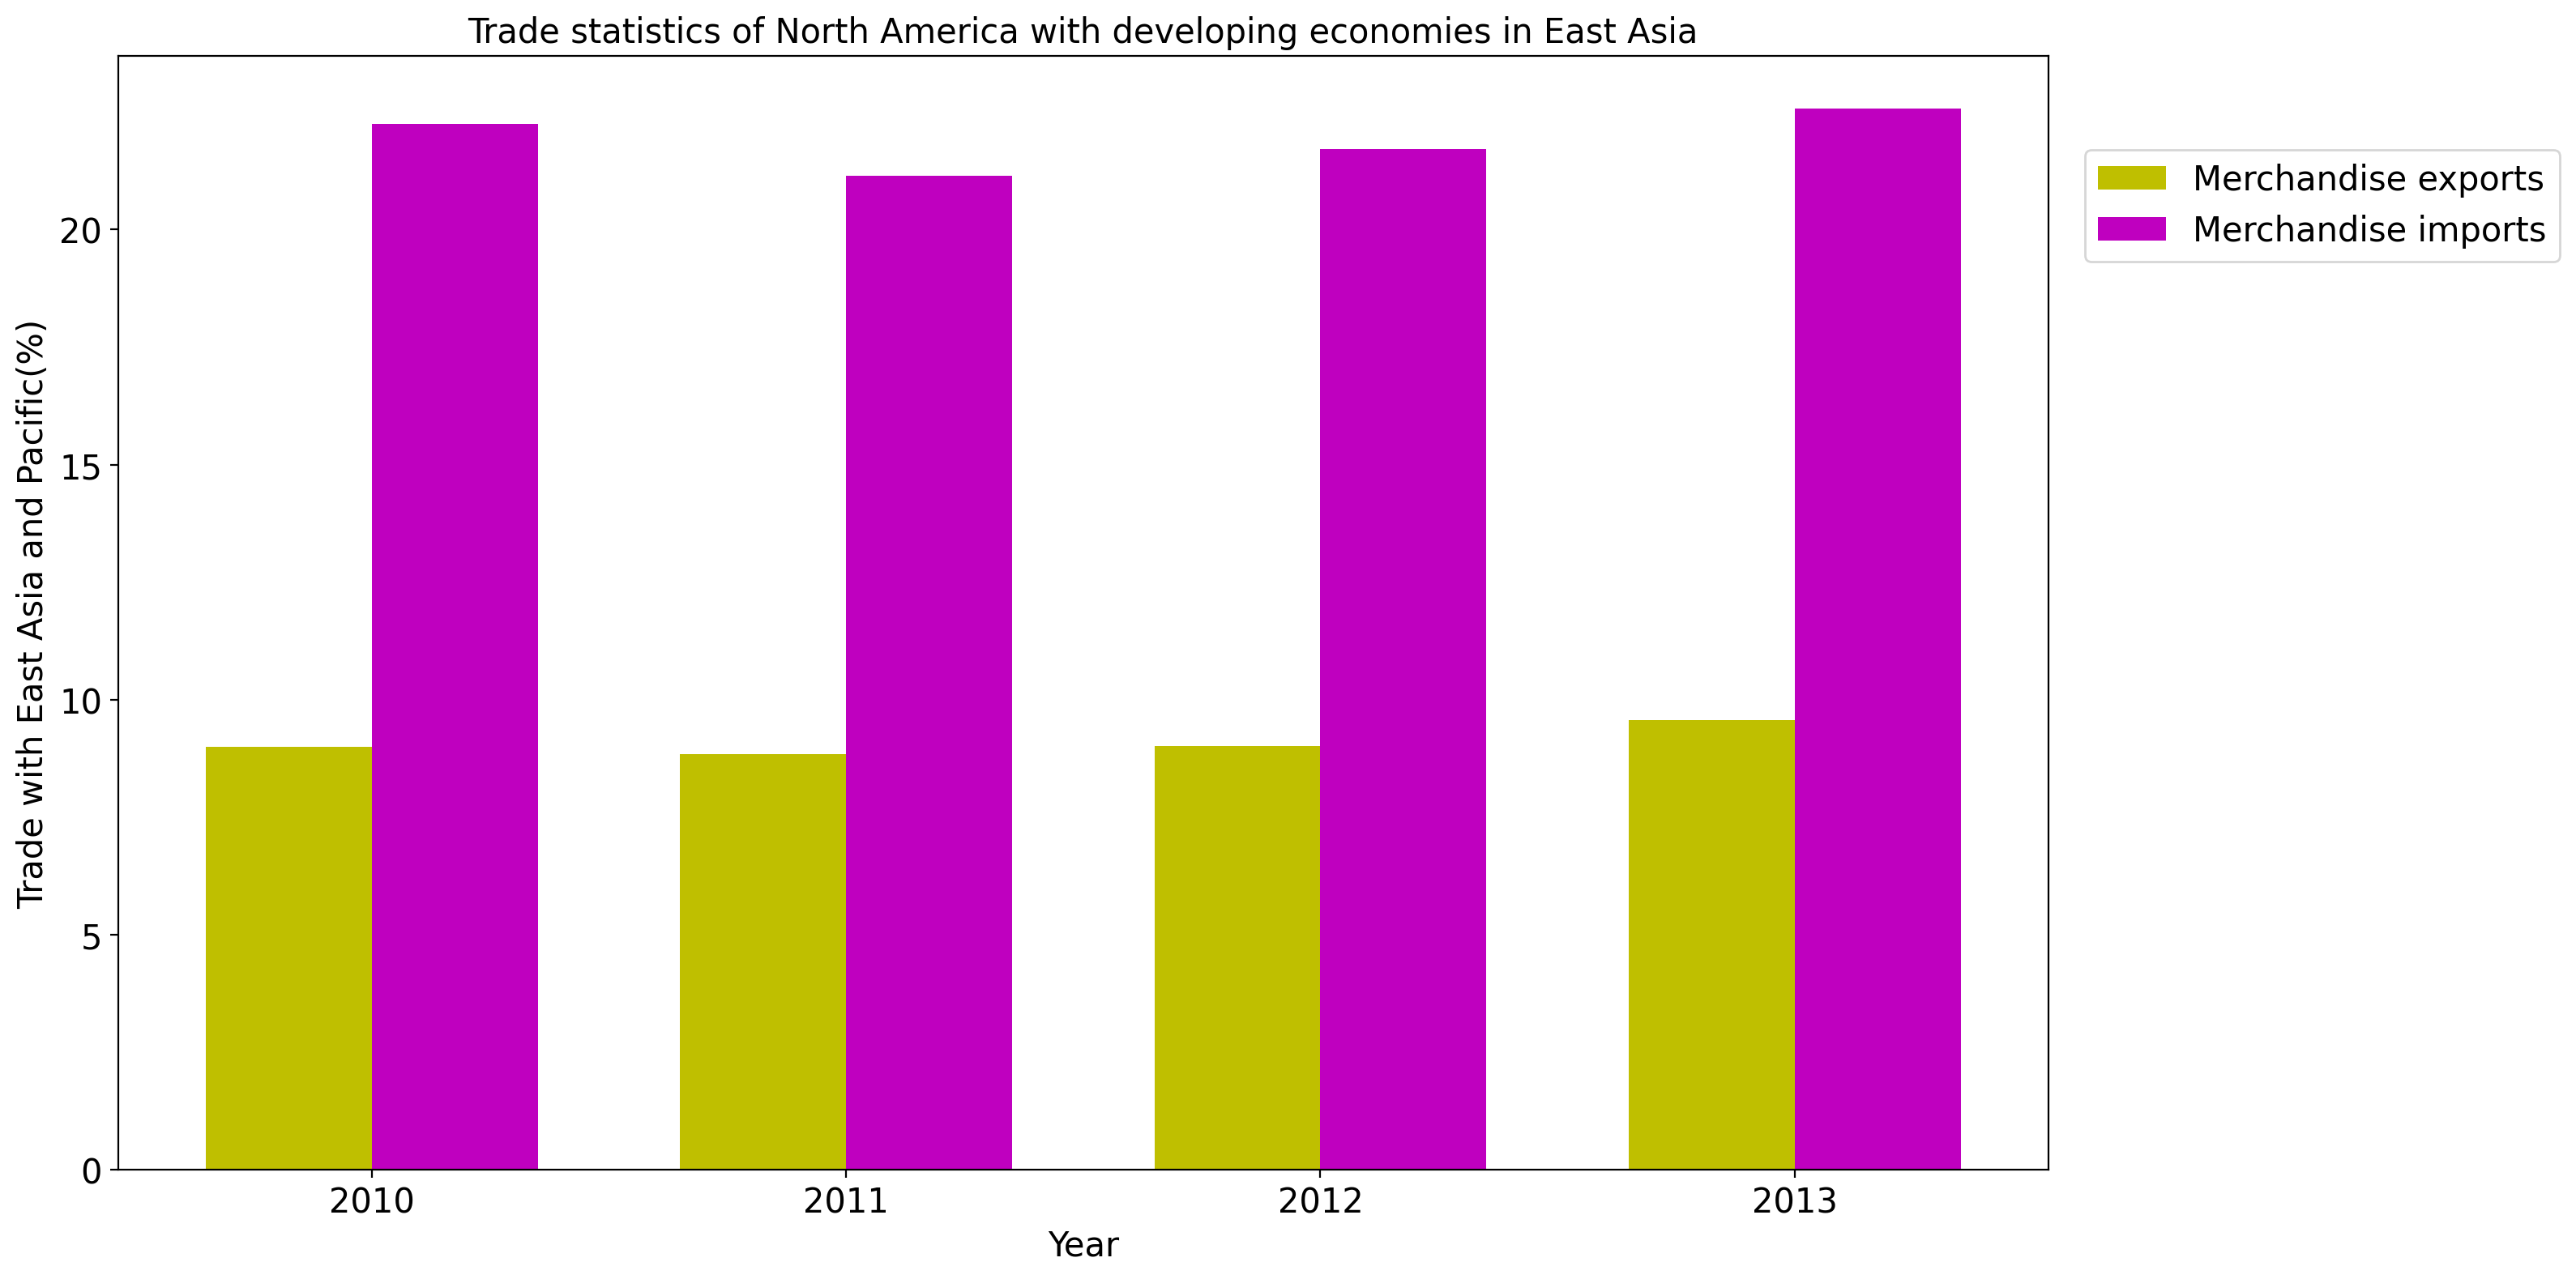 Trade statistics of North America with developing economies in East Asia
Trade with East Asia and Pacific(%)
20
15
10
5
0
2010 2011 2012 2013
Year
Merchandise exports
Merchandise imports